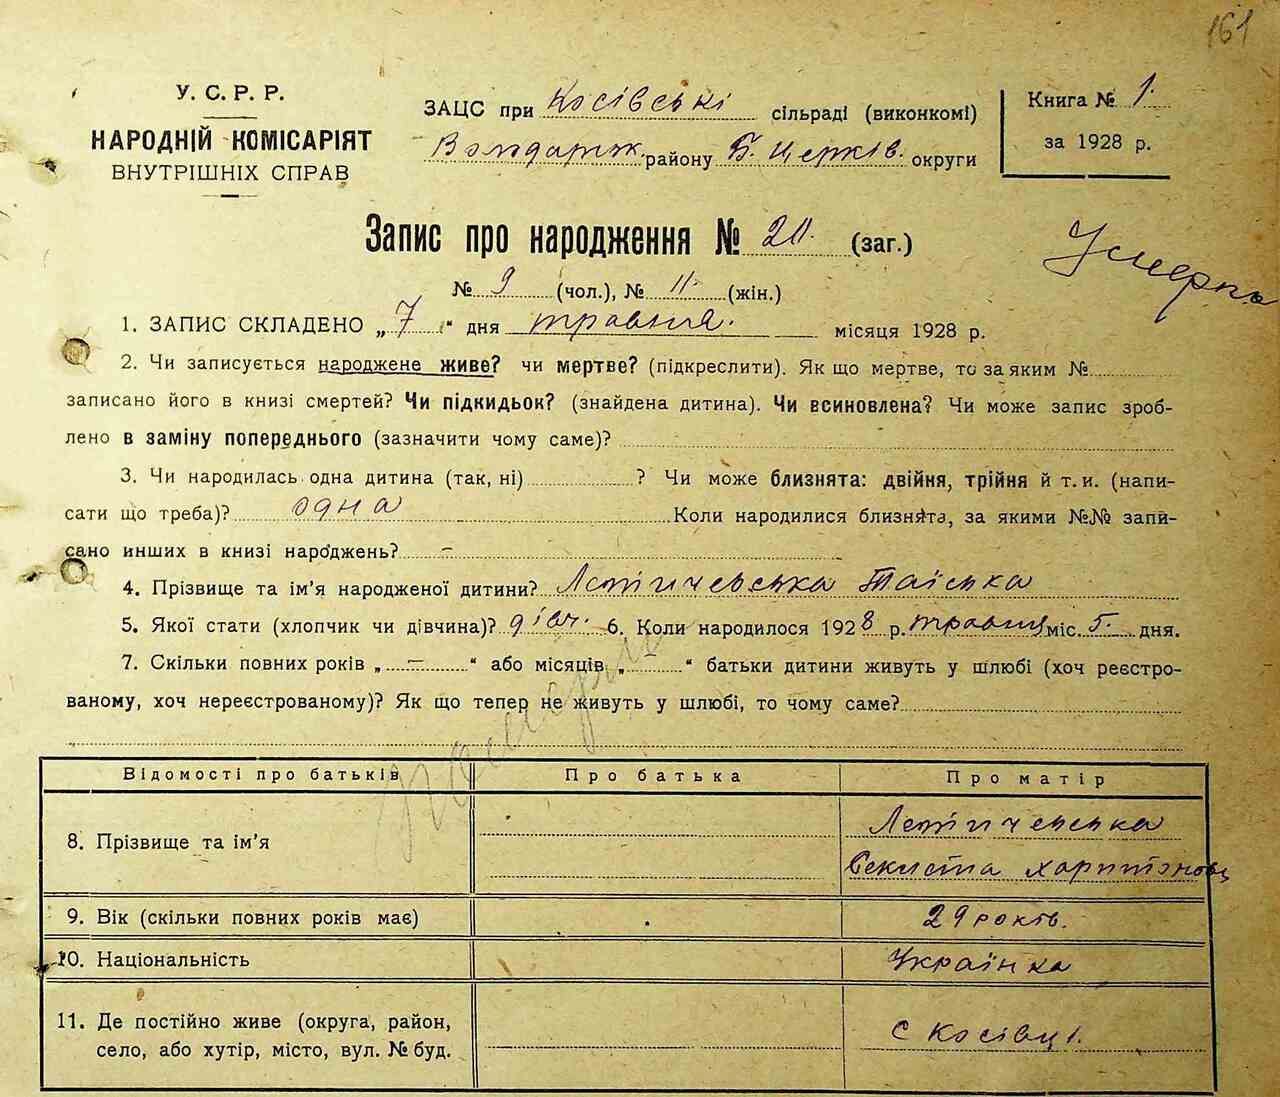 161
У. С. Р. Р.
НАРОДНІЙ КОМІСАРІЯТ
ВНУТРІШНІХ СПРАВ
ЗАЦС при Косівські сільраді (виконкомі)
Володарськ. району Б. Церків. округи
Книга № 1.
за 1928 р.
Запис про народження № 20. (заг.)
№ 9 (чол.), № 11. (жін.)
Умерла
1. ЗАПИС СКЛАДЕНО „7“ дня травня. місяця 1928 р.
2. Чи записується народжене живе? чи мертве? (підкреслити). Як що мертве, то за яким №
записано його в книзі смертей? Чи підкидьок? (знайдена дитина). Чи всиновлена? Чи може запис зроб-
лено в заміну попереднього (зазначити чому саме)?
3. Чи народилась одна дитина (так, ні) ? Чи може близнята: двійня, трійня й т. и. (напи-
сати що треба)? одна Коли народилися близнята, за якими №№ запи-
сано инших в книзі народжень? –
4. Прізвище та ім'я народженої дитини? Летичевська Таїська
5. Якої стати (хлопчик чи дівчина)? дівч. 6. Коли народилося 1928 р. травня міс. 5. дня.
7. Скільки повних років „ – “ або місяців „ – “ батьки дитини живуть у шлюбі (хоч реєстро-
ваному, хоч нереєстрованому)? Як що тепер не живуть у шлюбі, то чому саме?
Померла
Відомості про батьків Про батька Про матір
8. Прізвище та ім'я Летичевська
Секлета Харитонов
9. Вік (скільки повних років має) 29 років.
10. Національність Українка
11. Де постійно живе (округа, район,
село, або хутір, місто, вул. № буд. с Косівці.